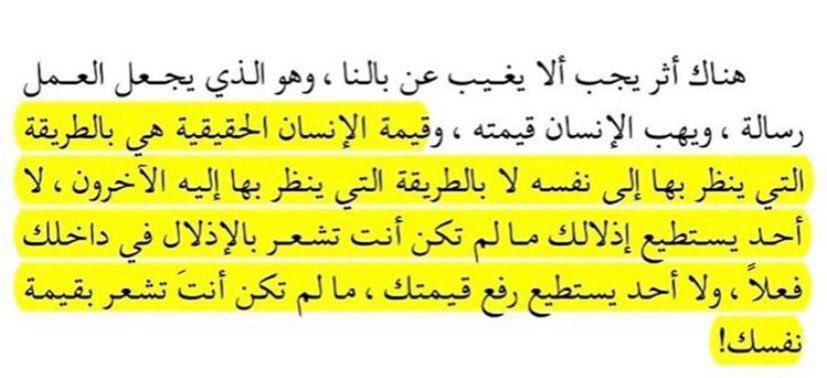 هناك أثر يجب ألا يغيب عن بالنا ، وهو الذي يجعل العمل
رسالة ، ويهب الإنسان قيمته ، وقيمة الإنسان الحقيقية هي بالطريقة
التي ينظر بها إلى نفسه لا بالطريقة التي ينظر بها إليه الآخرون ، لا
أحد يستطيع إذلالك ما لم تكن أنت تشعر بالإذلال في داخلك
فعلاً ، ولا أحد يستطيع رفع قيمتك ، ما لم تكن أنتَ تشعر بقيمة
نفسك!